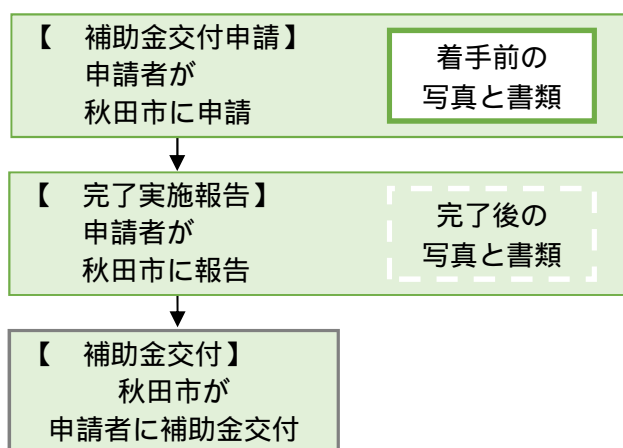 【　補助金交付申請】
申請者が
秋田市に申請
着手前の
写真と書類
【　完了実施報告】
申請者が
秋田市に報告
完了後の
写真と書類
【　補助金交付】
秋田市が
申請者に補助金交付